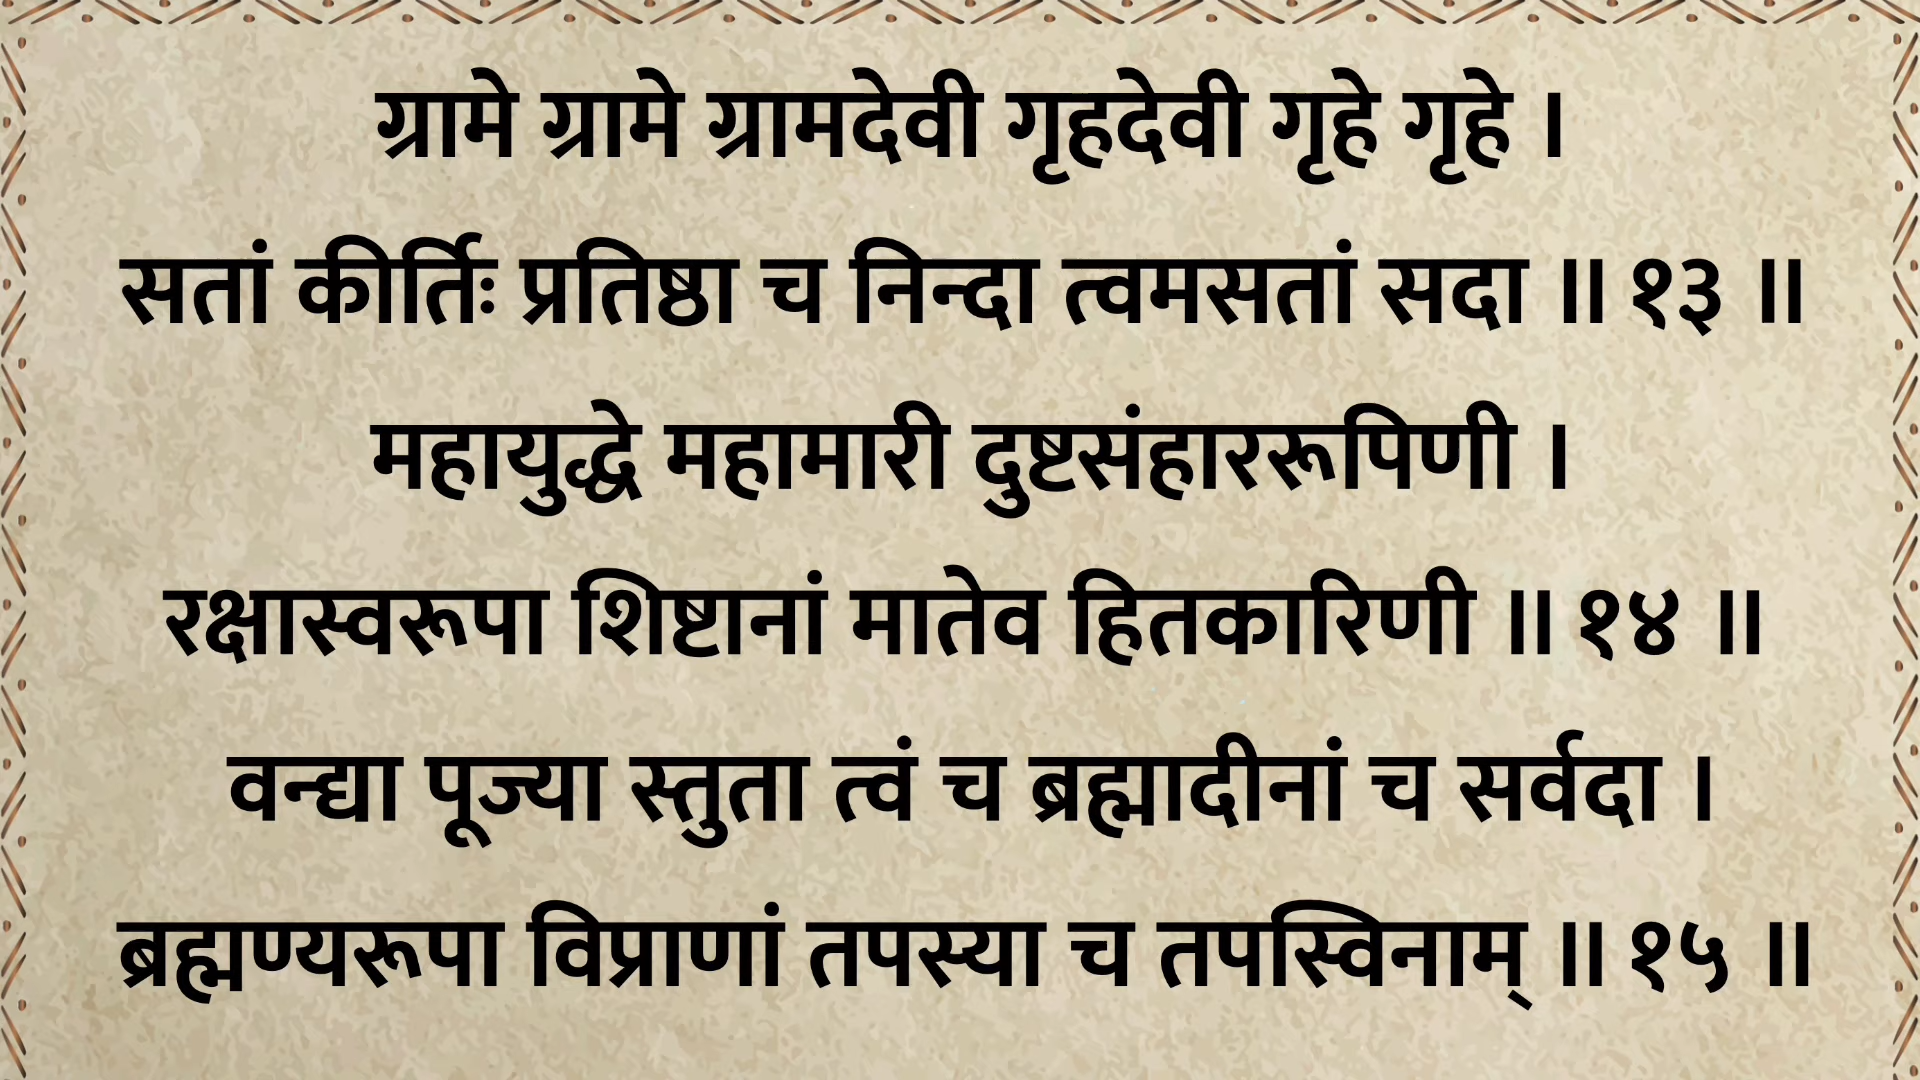 ग्रामे ग्रामे ग्रामदेवी गृहदेवी गृहे गृहे ।
सतां कीर्तिः प्रतिष्ठा च निन्दा त्वमसतां सदा ॥ १३ ॥
महायुद्धे महामारी दुष्टसंहाररूपिणी ।
रक्षास्वरूपा शिष्टानां मातेव हितकारिणी ॥ १४ ॥
वन्द्या पूज्या स्तुता त्वं च ब्रह्मादीनां च सर्वदा ।
ब्रह्मण्यरूपा विप्राणां तपस्या च तपस्विनाम् ॥ १५ ॥